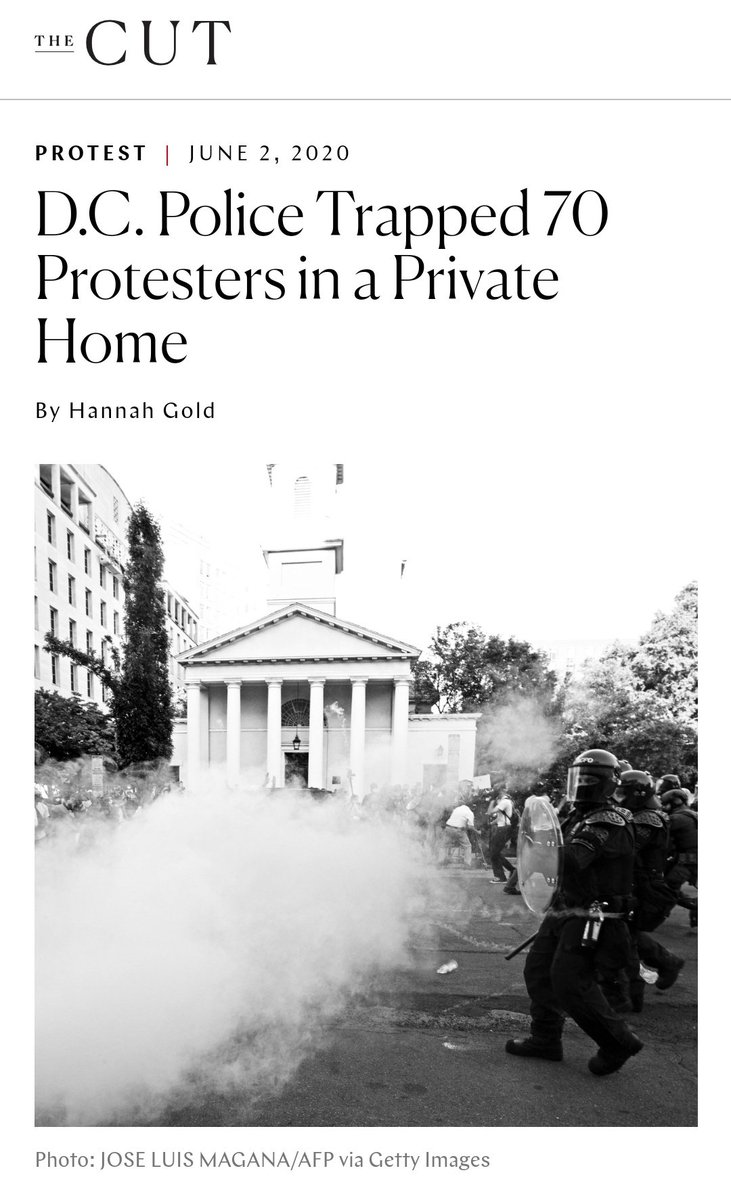 THE CUT
PROTEST | JUNE 2, 2020
D.C. Police Trapped 70
Protesters in a Private
Home
By Hannah Gold
Photo: JOSE LUIS MAGANA/AFP via Getty Images